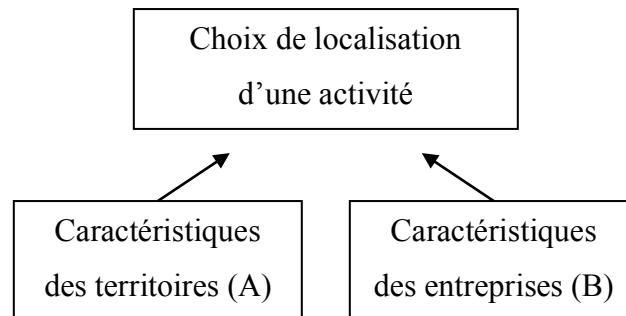 Choix de localisation
d’une activité
Caractéristiques
des territoires (A)
Caractéristiques
des entreprises (B)